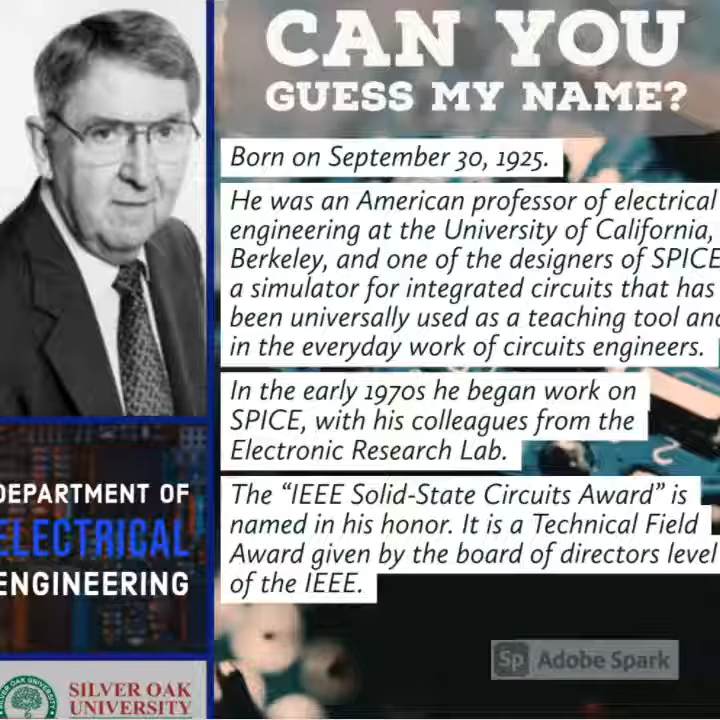 CAN YOU
GUESS MY NAME?
Born on September 30, 1925.
He was an American professor of electrical
engineering at the University of California,
Berkeley, and one of the designers of SPICE
a simulator for integrated circuits that has
been universally used as a teaching tool and
in the everyday work of circuits engineers.
In the early 1970s he began work on
SPICE, with his colleagues from the
Electronic Research Lab.
The “IEEE Solid-State Circuits Award” is
named in his honor. It is a Technical Field
Award given by the board of directors level
of the IEEE.
DEPARTMENT OF
ELECTRICAL
ENGINEERING
SILVER OAK UNIVERSITY
SILVER OAK
UNIVERSITY
Sp Adobe Spark